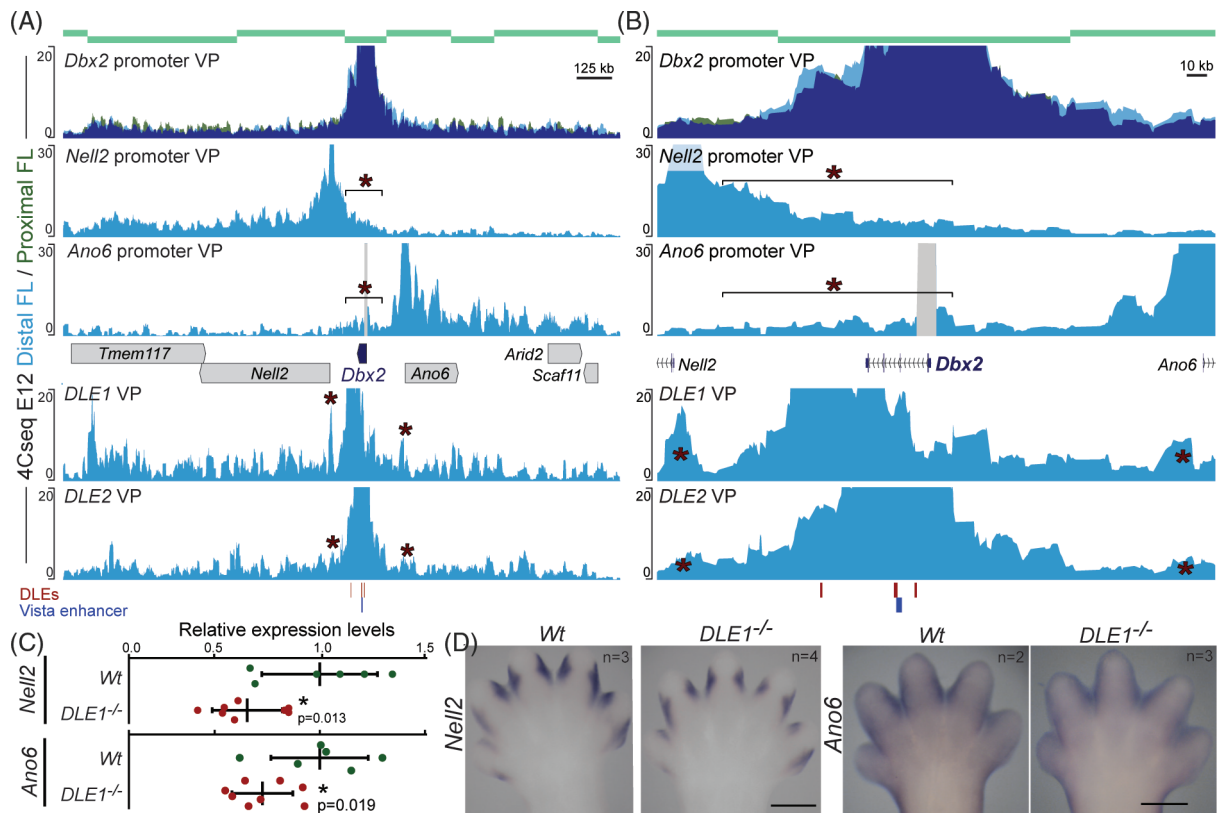 (A)
(B)
4Cseq E12 Distal FL / Proximal FL
20
Dbx2 promoter VP
125 kb
0
30
Nell2 promoter VP
*
0
30
Ano6 promoter VP
*
0
Tmem117
Nell2
Dbx2
Ano6
Arid2
Scaf11
20
DLE1 VP
*
*
0
20
DLE2 VP
*
*
0
DLEs
Vista enhancer
20
Dbx2 promoter VP
10 kb
0
30
Nell2 promoter VP
*
0
30
Ano6 promoter VP
*
0
Nell2
Dbx2
Ano6
20
DLE1 VP
*
*
0
20
DLE2 VP
*
*
0
(C)
Relative expression levels
0.0 0.5 1.0 1.5
Nell2
Wt
DLE1-/-
*
p=0.013
Ano6
Wt
DLE1-/-
*
p=0.019
(D)
Wt
DLE1-/-
Wt
DLE1-/-
Nell2
n=3
n=4
Ano6
n=2
n=3